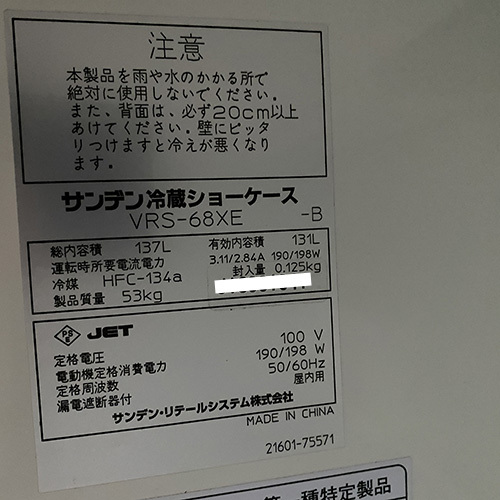 注意
本製品を雨や水のかかる所で
絶対に使用しないでください。
また、背面は、必ず20cm以上
あけてください。壁にピッタ
リつけますと冷えが悪くなり
ます。
サンデン冷蔵ショーケース
VRS-68XE -B
総内容積 137L 有効内容積 131L
運転時所要電流電力 3.11/2.84A 190/198W
冷媒 HFC-134a 封入量 0.125kg
製品質量 53kg
PSE JET
定格電圧 100 V
電動機定格消費電力 190/198 W
定格周波数 50/60Hz
漏電遮断器付 屋内用
サンデン・リテールシステム株式会社
MADE IN CHINA
21601-75571
一種特定製品